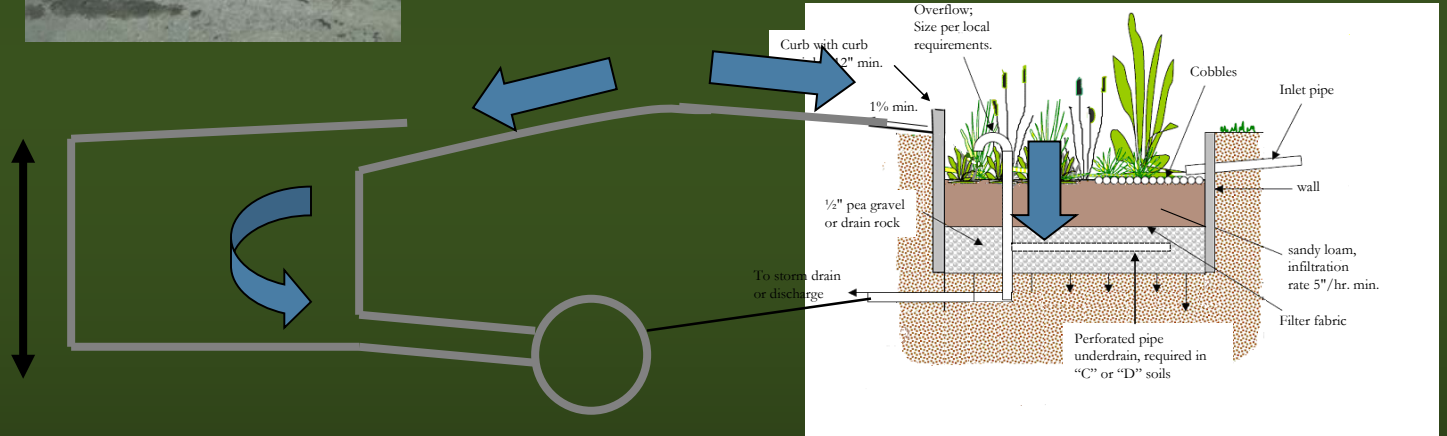 Overflow;
Size per local
requirements.
Curb with curb
12" min.
Cobbles
Inlet pipe
1% min.
wall
½" pea gravel
or drain rock
sandy loam,
infiltration
rate 5"/hr. min.
To storm drain
or discharge
Filter fabric
Perforated pipe
underdrain, required in
“C” or “D” soils